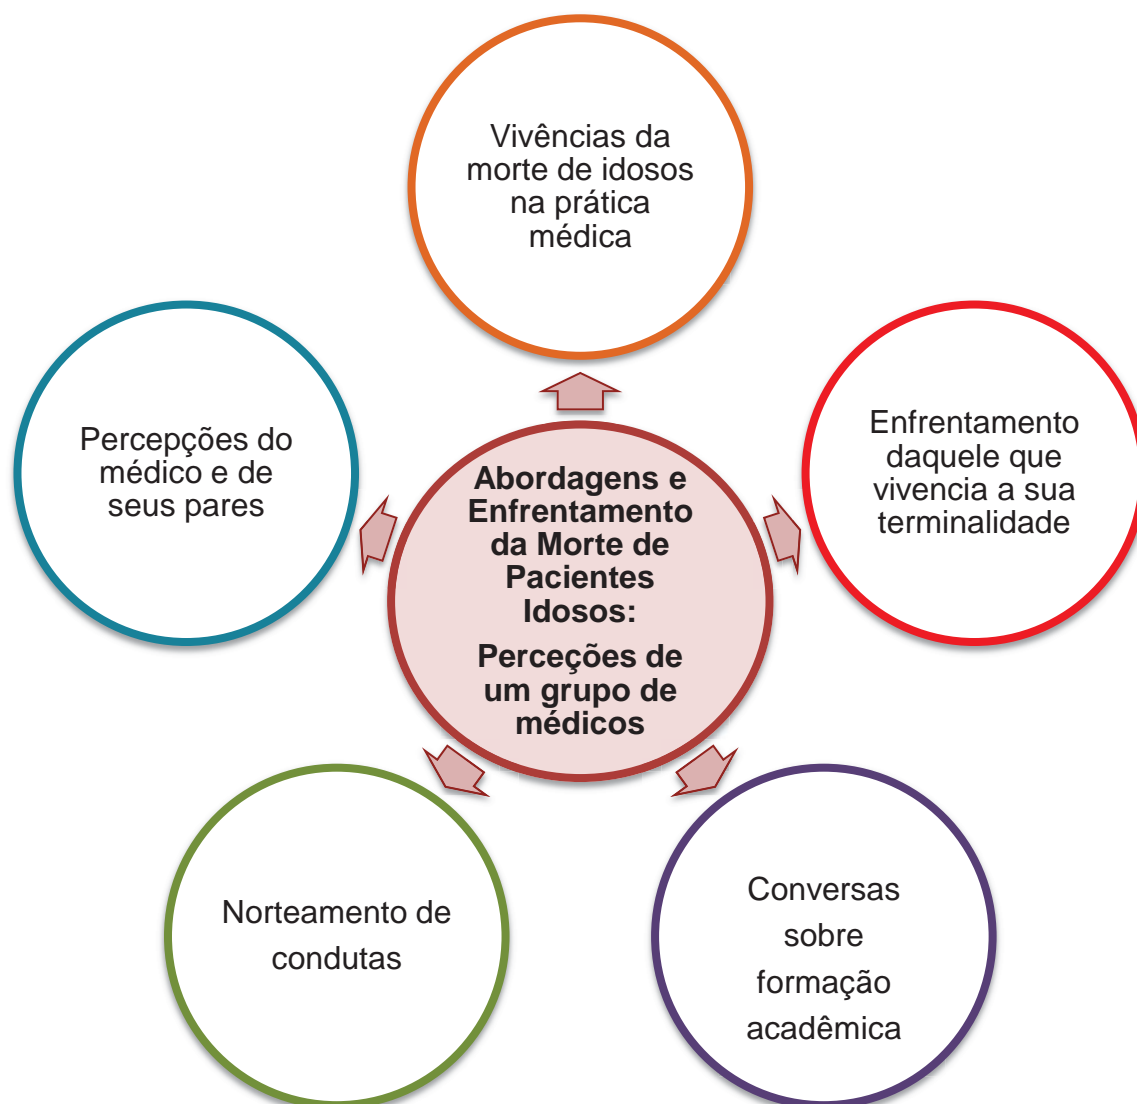 Vivências da
morte de idosos
na prática
médica
Percepções do
médico e de
seus pares
Enfrentamento
daquele que
vivencia a sua
terminalidade
Abordagens e
Enfrentamento
da Morte de
Pacientes
Idosos:
Perceções de
um grupo de
médicos
Norteamento de
condutas
Conversas
sobre
formação
acadêmica